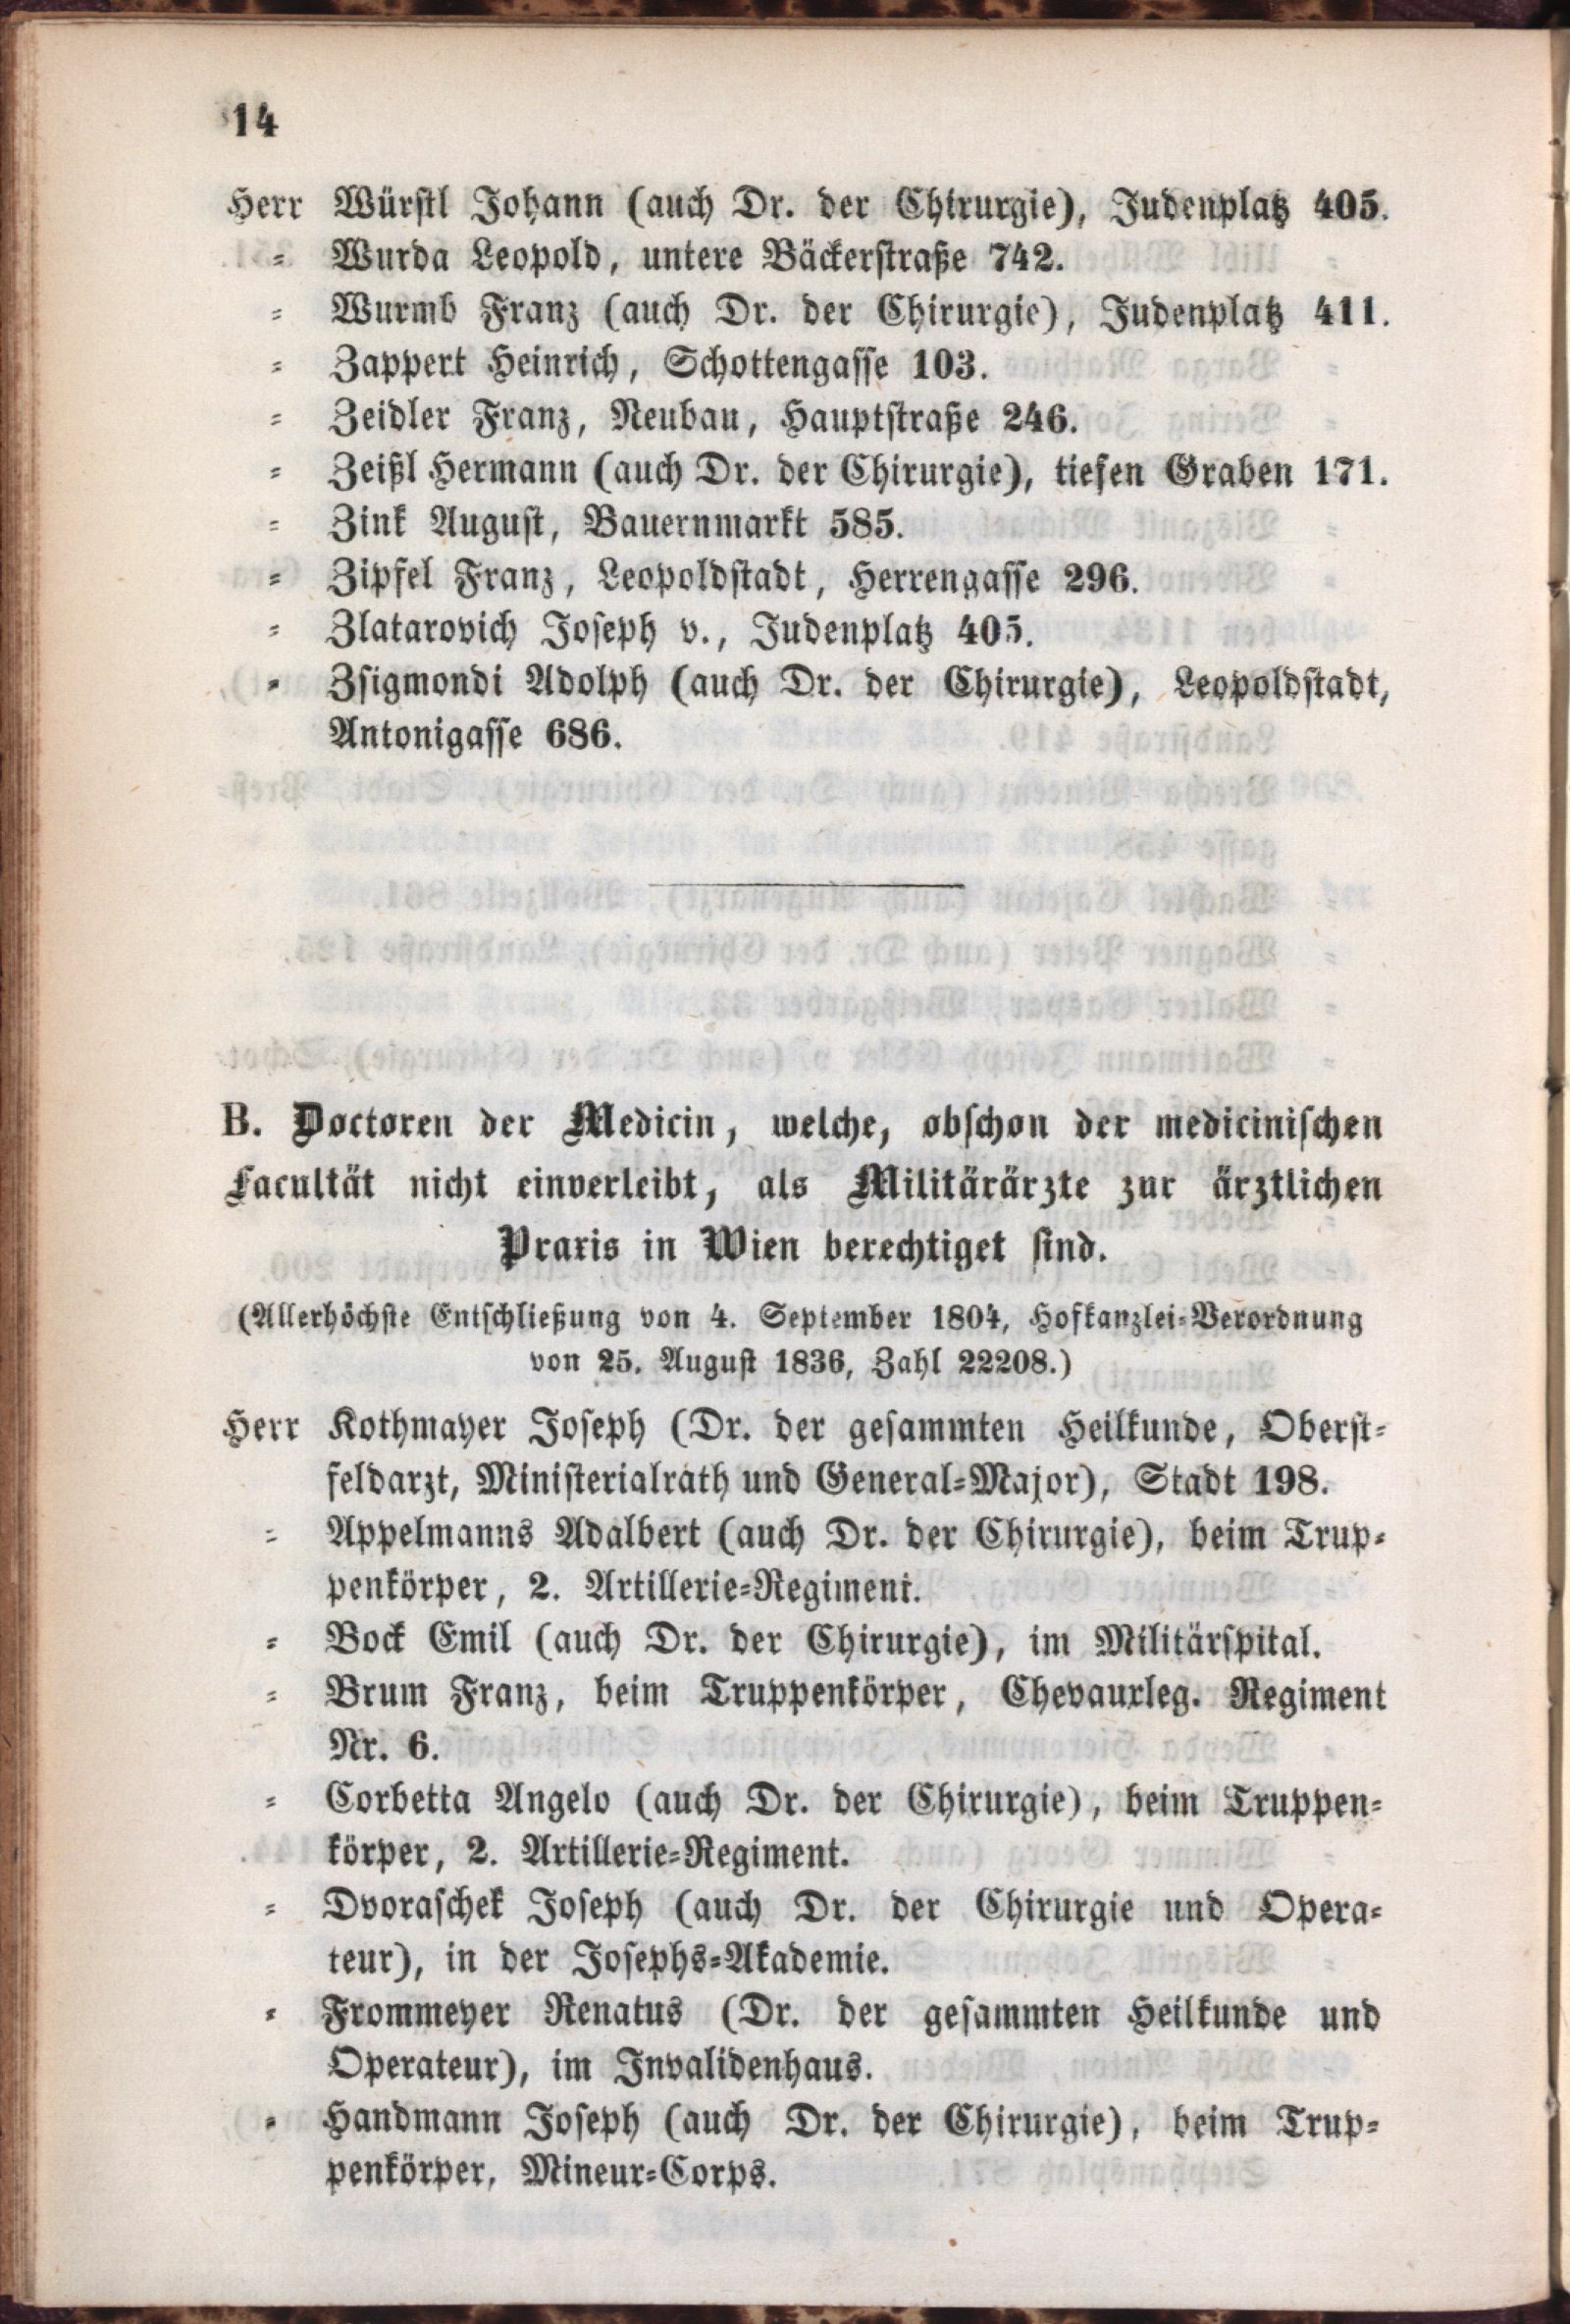 14
Herr Würstl Johann (auch Dr. der Chirurgie), Judenplatz 405.
= Wurda Leopold, untere Bäckerstraße 742.
= Wurmb Franz (auch Dr. der Chirurgie), Judenplatz 411.
= Zappert Heinrich, Schottengasse 103.
= Zeidler Franz, Neubau, Hauptstraße 246.
= Zeißl Hermann (auch Dr. der Chirurgie), tiefen Graben 171.
= Zink August, Bauernmarkt 585.
= Zipfel Franz, Leopoldstadt, Herrengasse 296.
= Zlatarovich Joseph v., Judenplatz 405.
= Zsigmondi Adolph (auch Dr. der Chirurgie), Leopoldstadt,
Antonigasse 686.
B. Doctoren der Medicin, welche, obschon der medicinischen
Facultät nicht einverleibt, als Militärärzte zur ärztlichen
Praxis in Wien berechtiget sind.
(Allerhöchste Entschließung von 4. September 1804, Hofkanzlei=Verordnung
von 25. August 1836, Zahl 22208.)
Herr Kothmayer Joseph (Dr. der gesammten Heilkunde, Oberst=
feldarzt, Ministerialrath und General=Major), Stadt 198.
= Appelmanns Adalbert (auch Dr. der Chirurgie), beim Trup=
penkörper, 2. Artillerie=Regiment.
= Bock Emil (auch Dr. der Chirurgie), im Militärspital.
= Brum Franz, beim Truppenkörper, Chevauxleg. Regiment
Nr. 6.
= Corbetta Angelo (auch Dr. der Chirurgie), beim Truppen=
körper, 2. Artillerie=Regiment.
= Dvoraschek Joseph (auch Dr. der Chirurgie und Opera=
teur), in der Josephs=Akademie.
= Frommeyer Renatus (Dr. der gesammten Heilkunde und
Operateur), im Invalidenhaus.
= Handmann Joseph (auch Dr. der Chirurgie), beim Trup=
penkörper, Mineur=Corps.